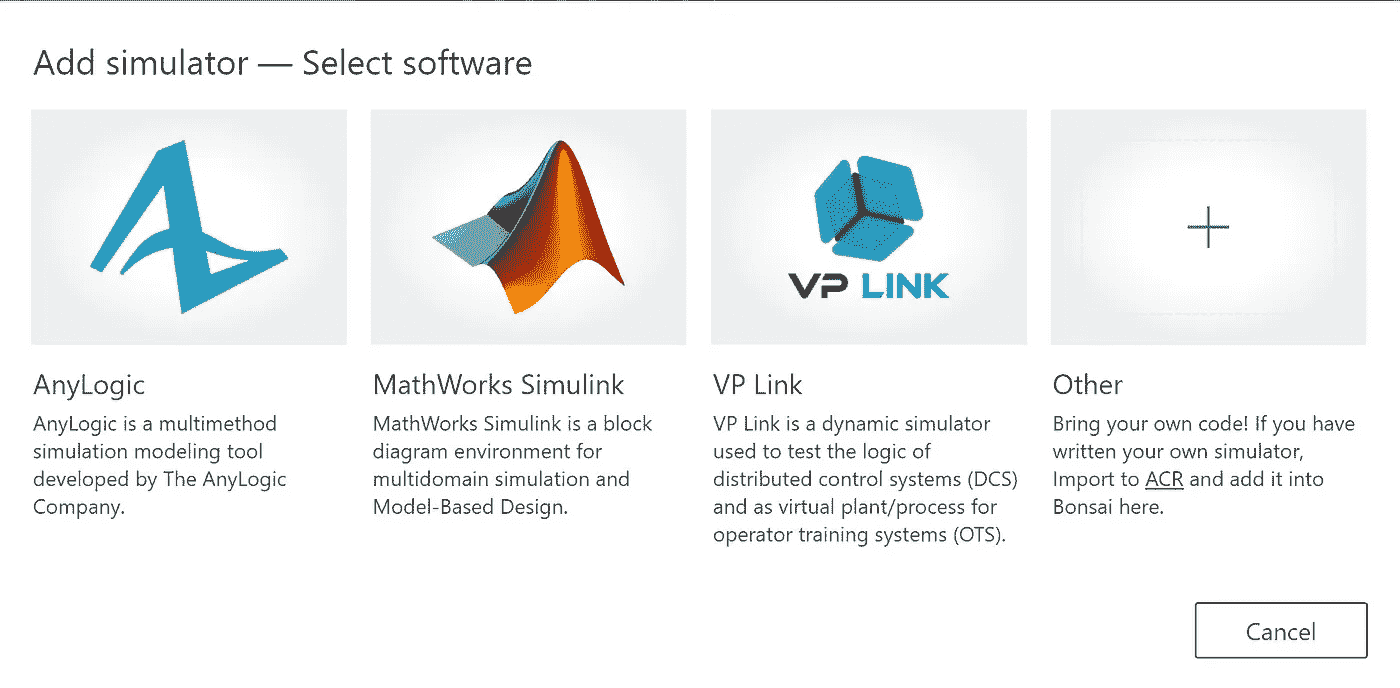 Add simulator — Select software
VP LINK
AnyLogic
AnyLogic is a multimethod
simulation modeling tool
developed by The AnyLogic
Company.
MathWorks Simulink
MathWorks Simulink is a block
diagram environment for
multidomain simulation and
Model-Based Design.
VP Link
VP Link is a dynamic simulator
used to test the logic of
distributed control systems (DCS)
and as virtual plant/process for
operator training systems (OTS).
Other
Bring your own code! If you have
written your own simulator,
Import to ACR and add it into
Bonsai here.
Cancel